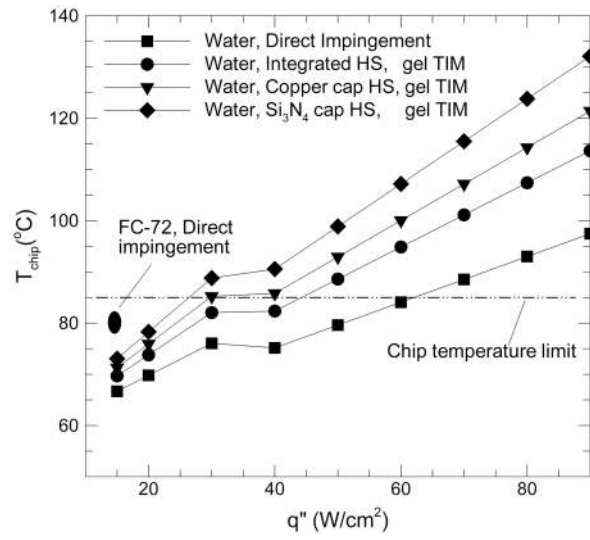 140
120
100
80
60
T_chip(°C)
Water, Direct Impingement
Water, Integrated HS, gel TIM
Water, Copper cap HS, gel TIM
Water, Si₃N₄ cap HS, gel TIM
FC-72, Direct
impingement
Chip temperature limit
20 40 60 80
q" (W/cm²)